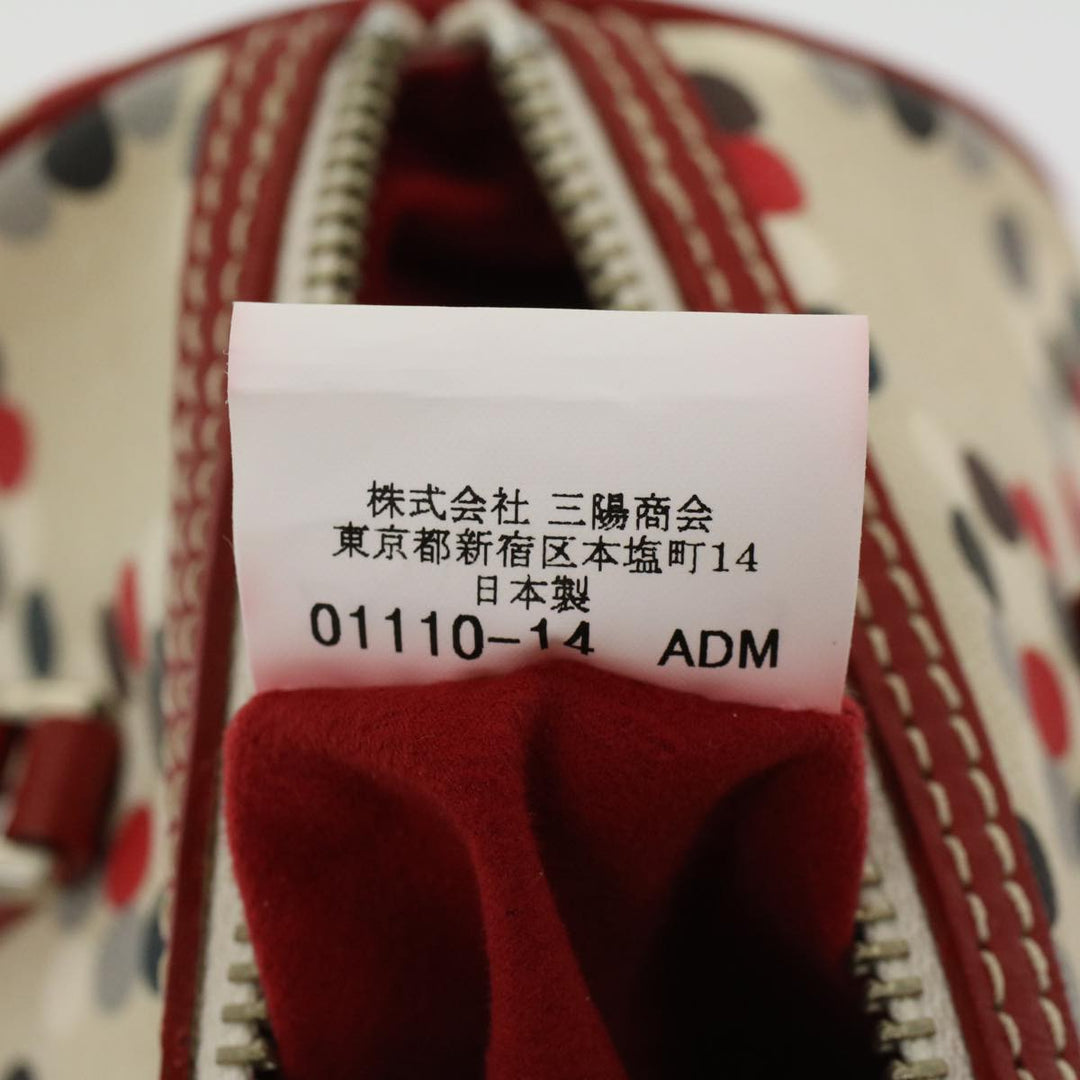 株式会社 三陽商会
東京都新宿区本塩町14
日本製
01110-14 ADM